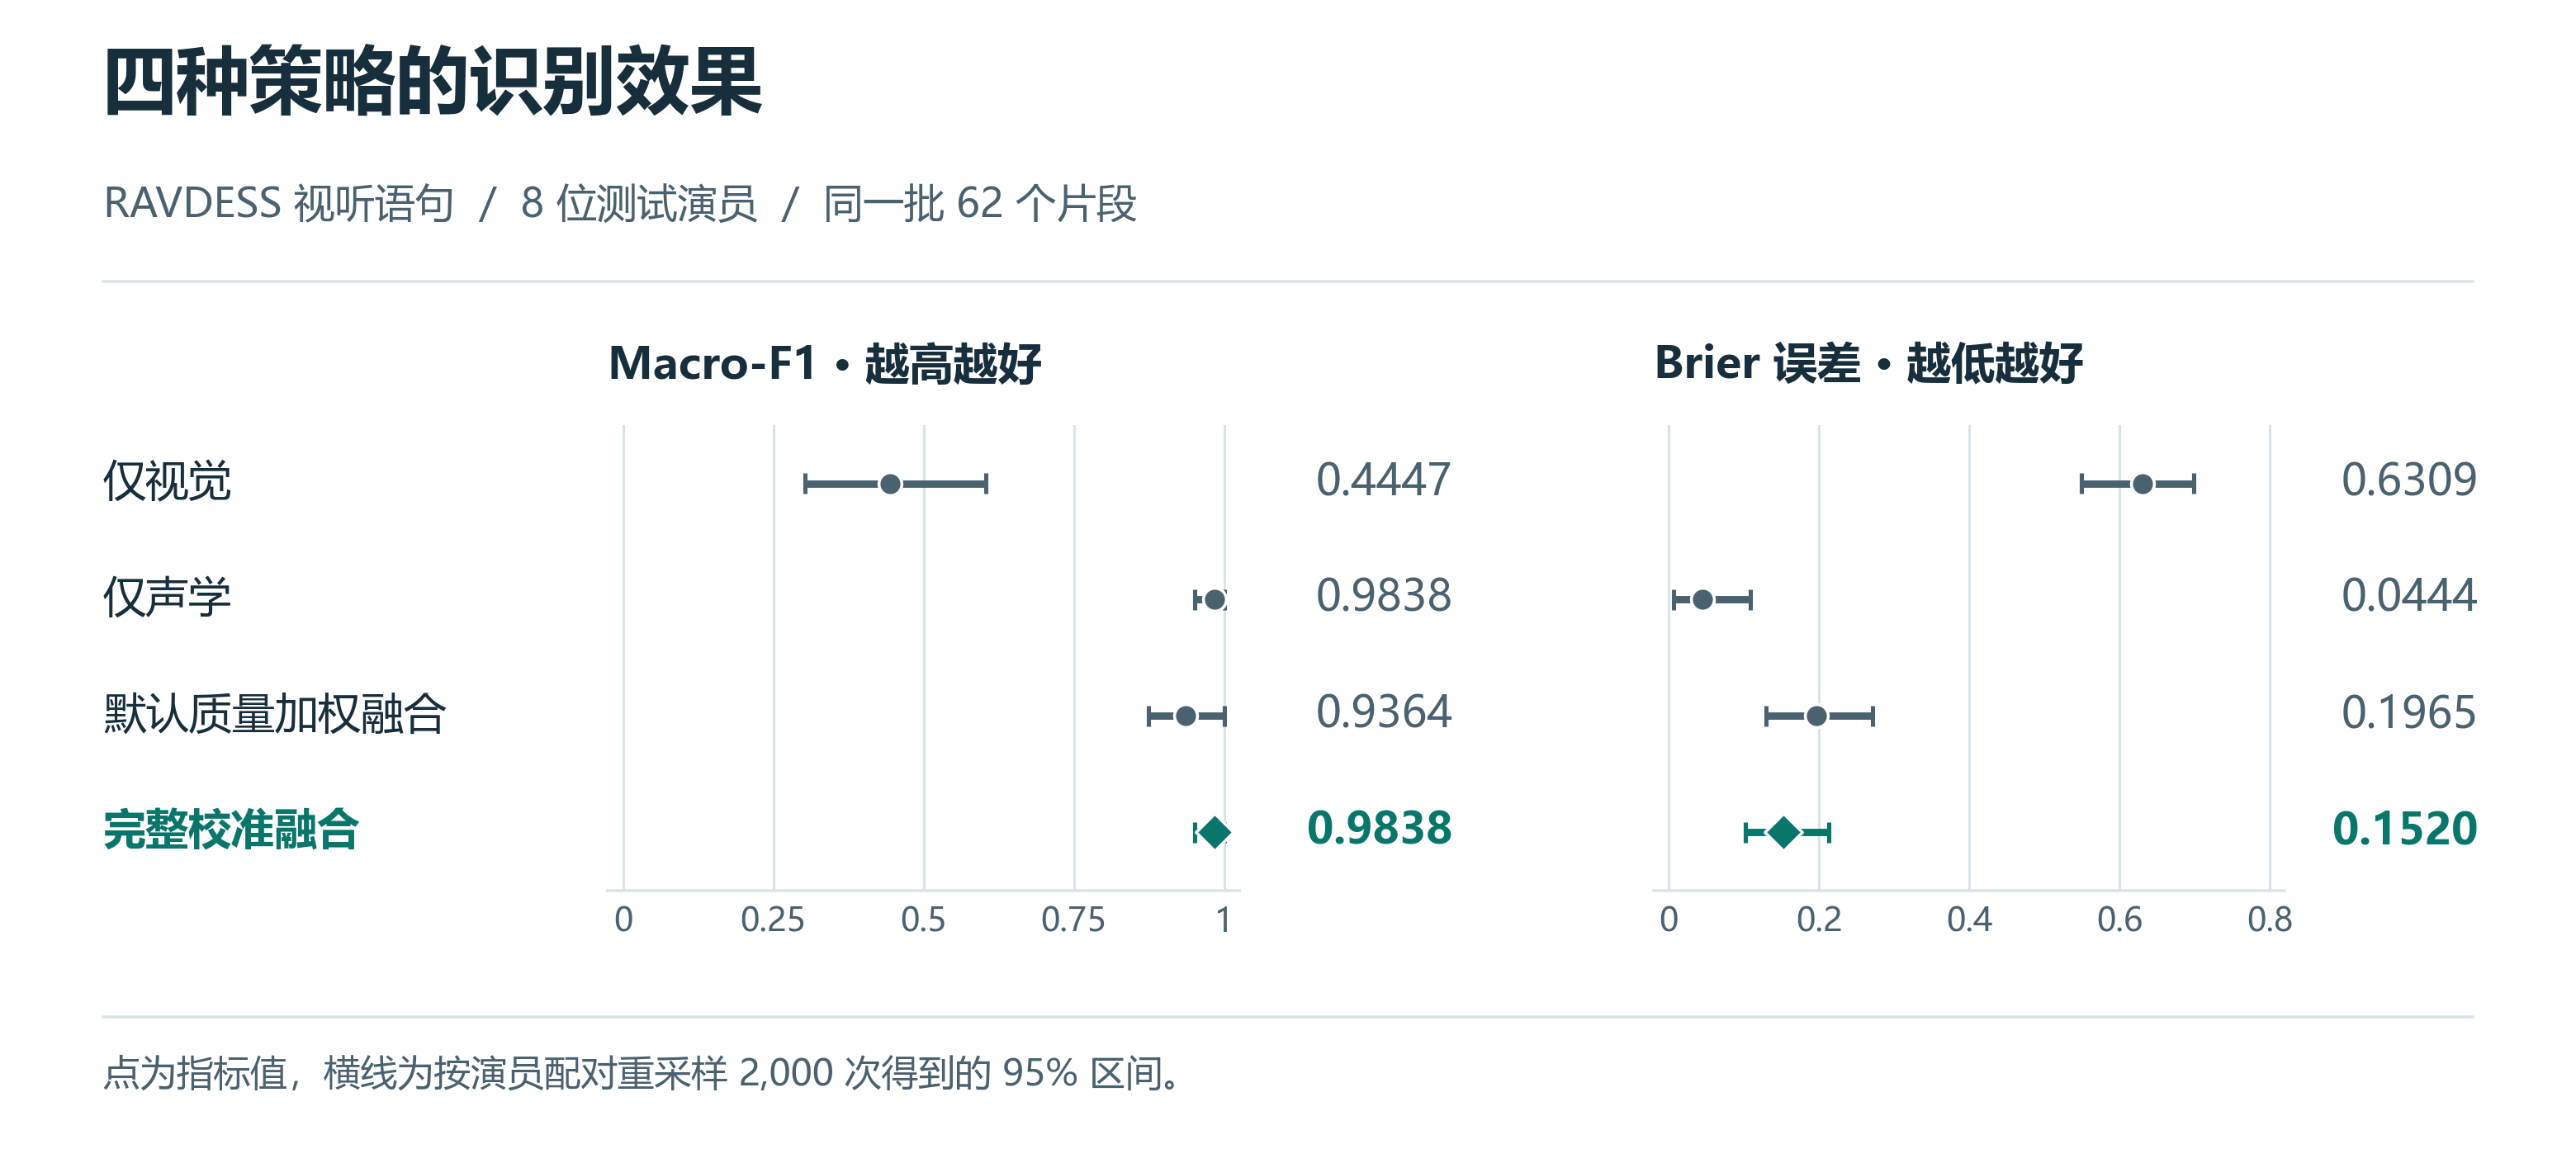 四种策略的识别效果
RAVDESS 视听语句 / 8 位测试演员 / 同一批 62 个片段
Macro-F1 • 越高越好
Brier 误差 • 越低越好
仅视觉 0.4447 0.6309
仅声学 0.9838 0.0444
默认质量加权融合 0.9364 0.1965
完整校准融合 0.9838 0.1520
0 0.25 0.5 0.75 1
0 0.2 0.4 0.6 0.8
点为指标值，横线为按演员配对重采样 2,000 次得到的 95% 区间。